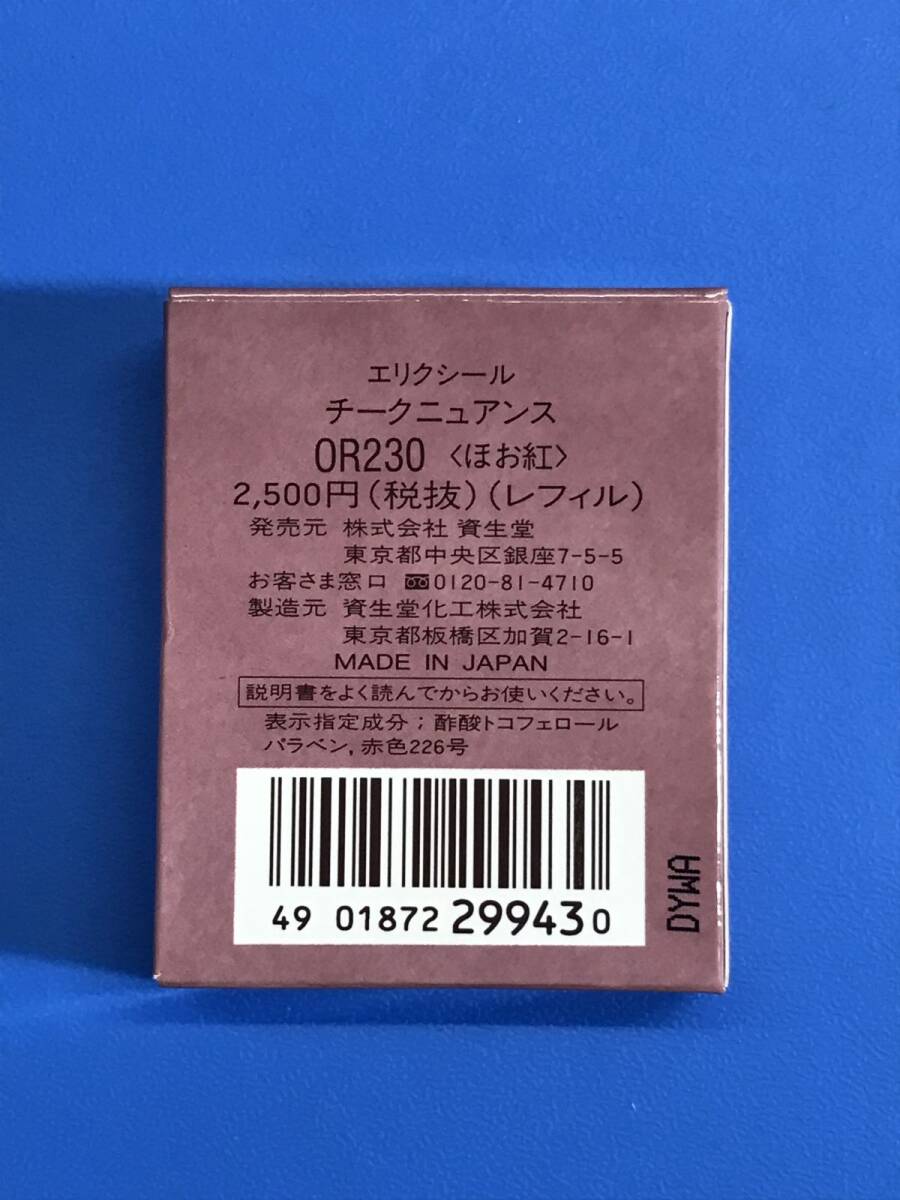 エリクシール
チークニュアンス
OR230〈ほお紅〉
2,500円(税抜)(レフィル)
発売元 株式会社 資生堂
東京都中央区銀座7-5-5
お客さま窓口 0120-81-4710
製造元 資生堂化工株式会社
東京都板橋区加賀2-16-1
MADE IN JAPAN
説明書をよく読んでからお使いください。
表示指定成分；酢酸トコフェロール
パラベン, 赤色226号
49 01872 299430
DYWA